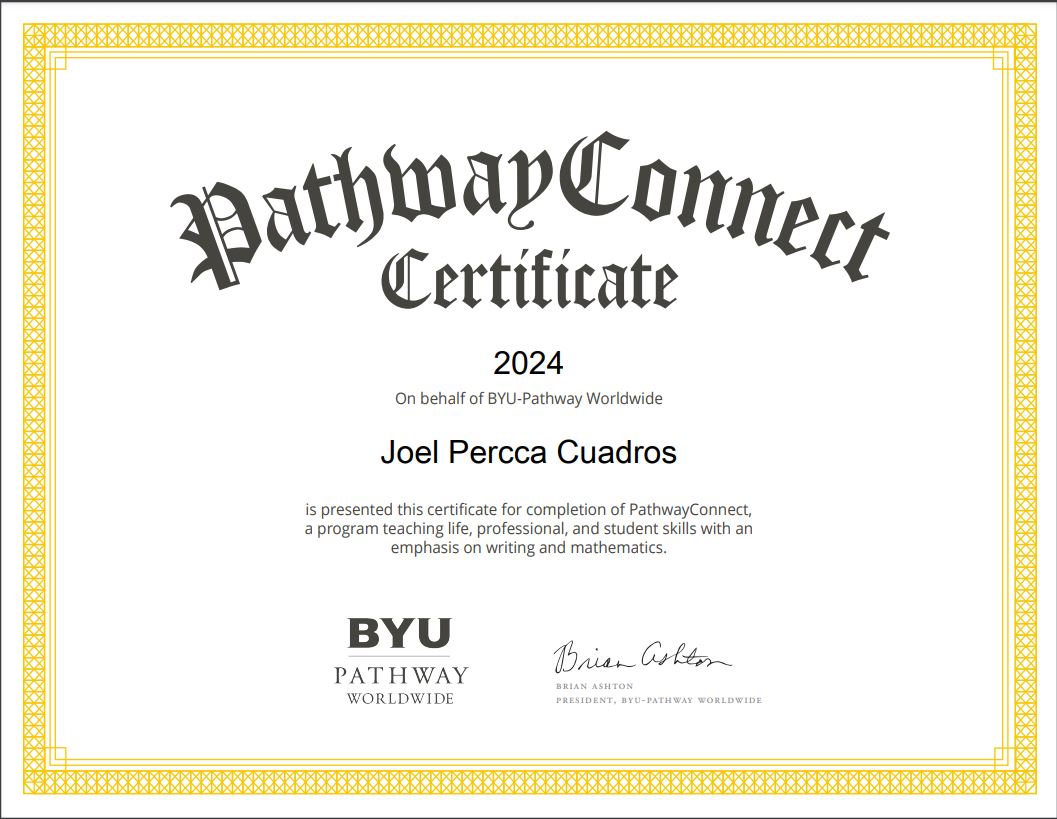 PathwayConnect
Certificate
2024
On behalf of BYU-Pathway Worldwide
Joel Percca Cuadros
is presented this certificate for completion of PathwayConnect,
a program teaching life, professional, and student skills with an
emphasis on writing and mathematics.
BYU
PATHWAY
WORLDWIDE
Brian Ashton
BRIAN ASHTON
PRESIDENT, BYU-PATHWAY WORLDWIDE